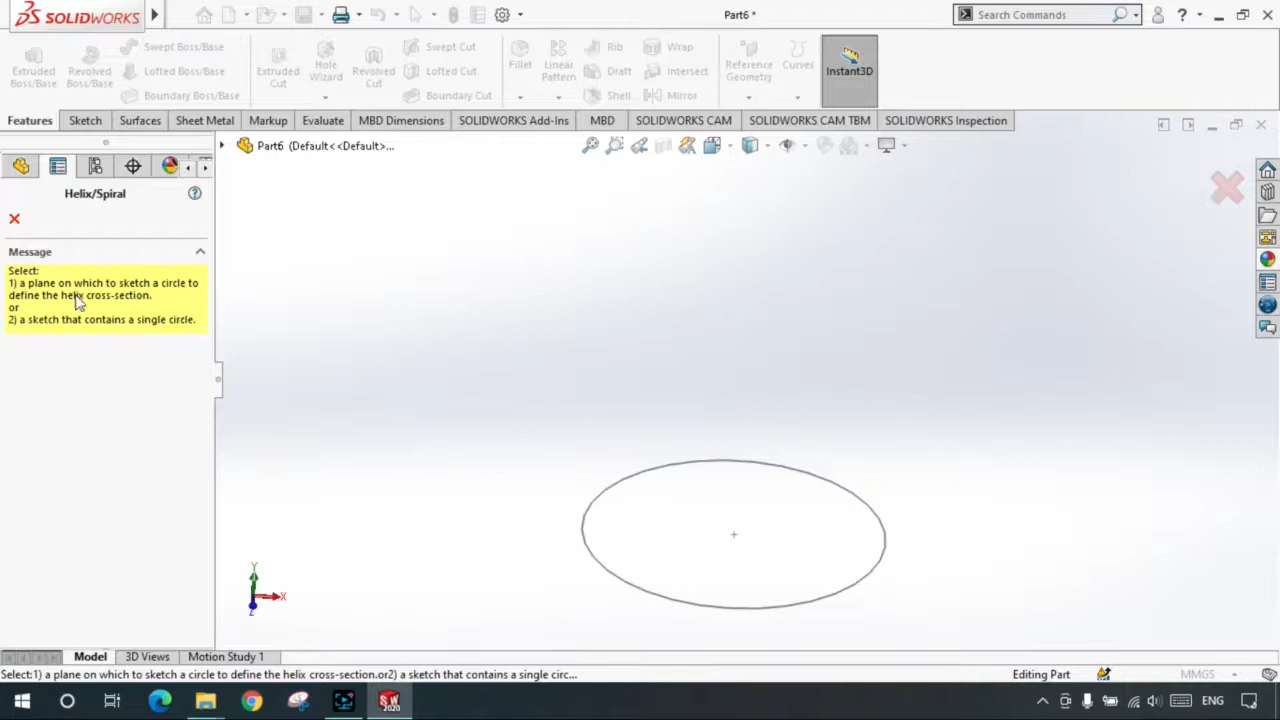 SOLIDWORKS
Part6 *
Search Commands
?
Extruded Boss/Base
Revolved Boss/Base
Swept Boss/Base
Lofted Boss/Base
Boundary Boss/Base
Extruded Cut
Hole Wizard
Revolved Cut
Swept Cut
Lofted Cut
Boundary Cut
Fillet
Linear Pattern
Rib
Draft
Shell
Wrap
Intersect
Mirror
Reference Geometry
Curves
Instant3D
Features
Sketch
Surfaces
Sheet Metal
Markup
Evaluate
MBD Dimensions
SOLIDWORKS Add-Ins
MBD
SOLIDWORKS CAM
SOLIDWORKS CAM TBM
SOLIDWORKS Inspection
Part6 (Default<<Default>...
Helix/Spiral
Message
Select:
1) a plane on which to sketch a circle to
define the helix cross-section.
or
2) a sketch that contains a single circle.
Y
X
Z
Model
3D Views
Motion Study 1
Select:1) a plane on which to sketch a circle to define the helix cross-section.or2) a sketch that contains a single circ...
Editing Part
MMGS
SW
2020
ENG